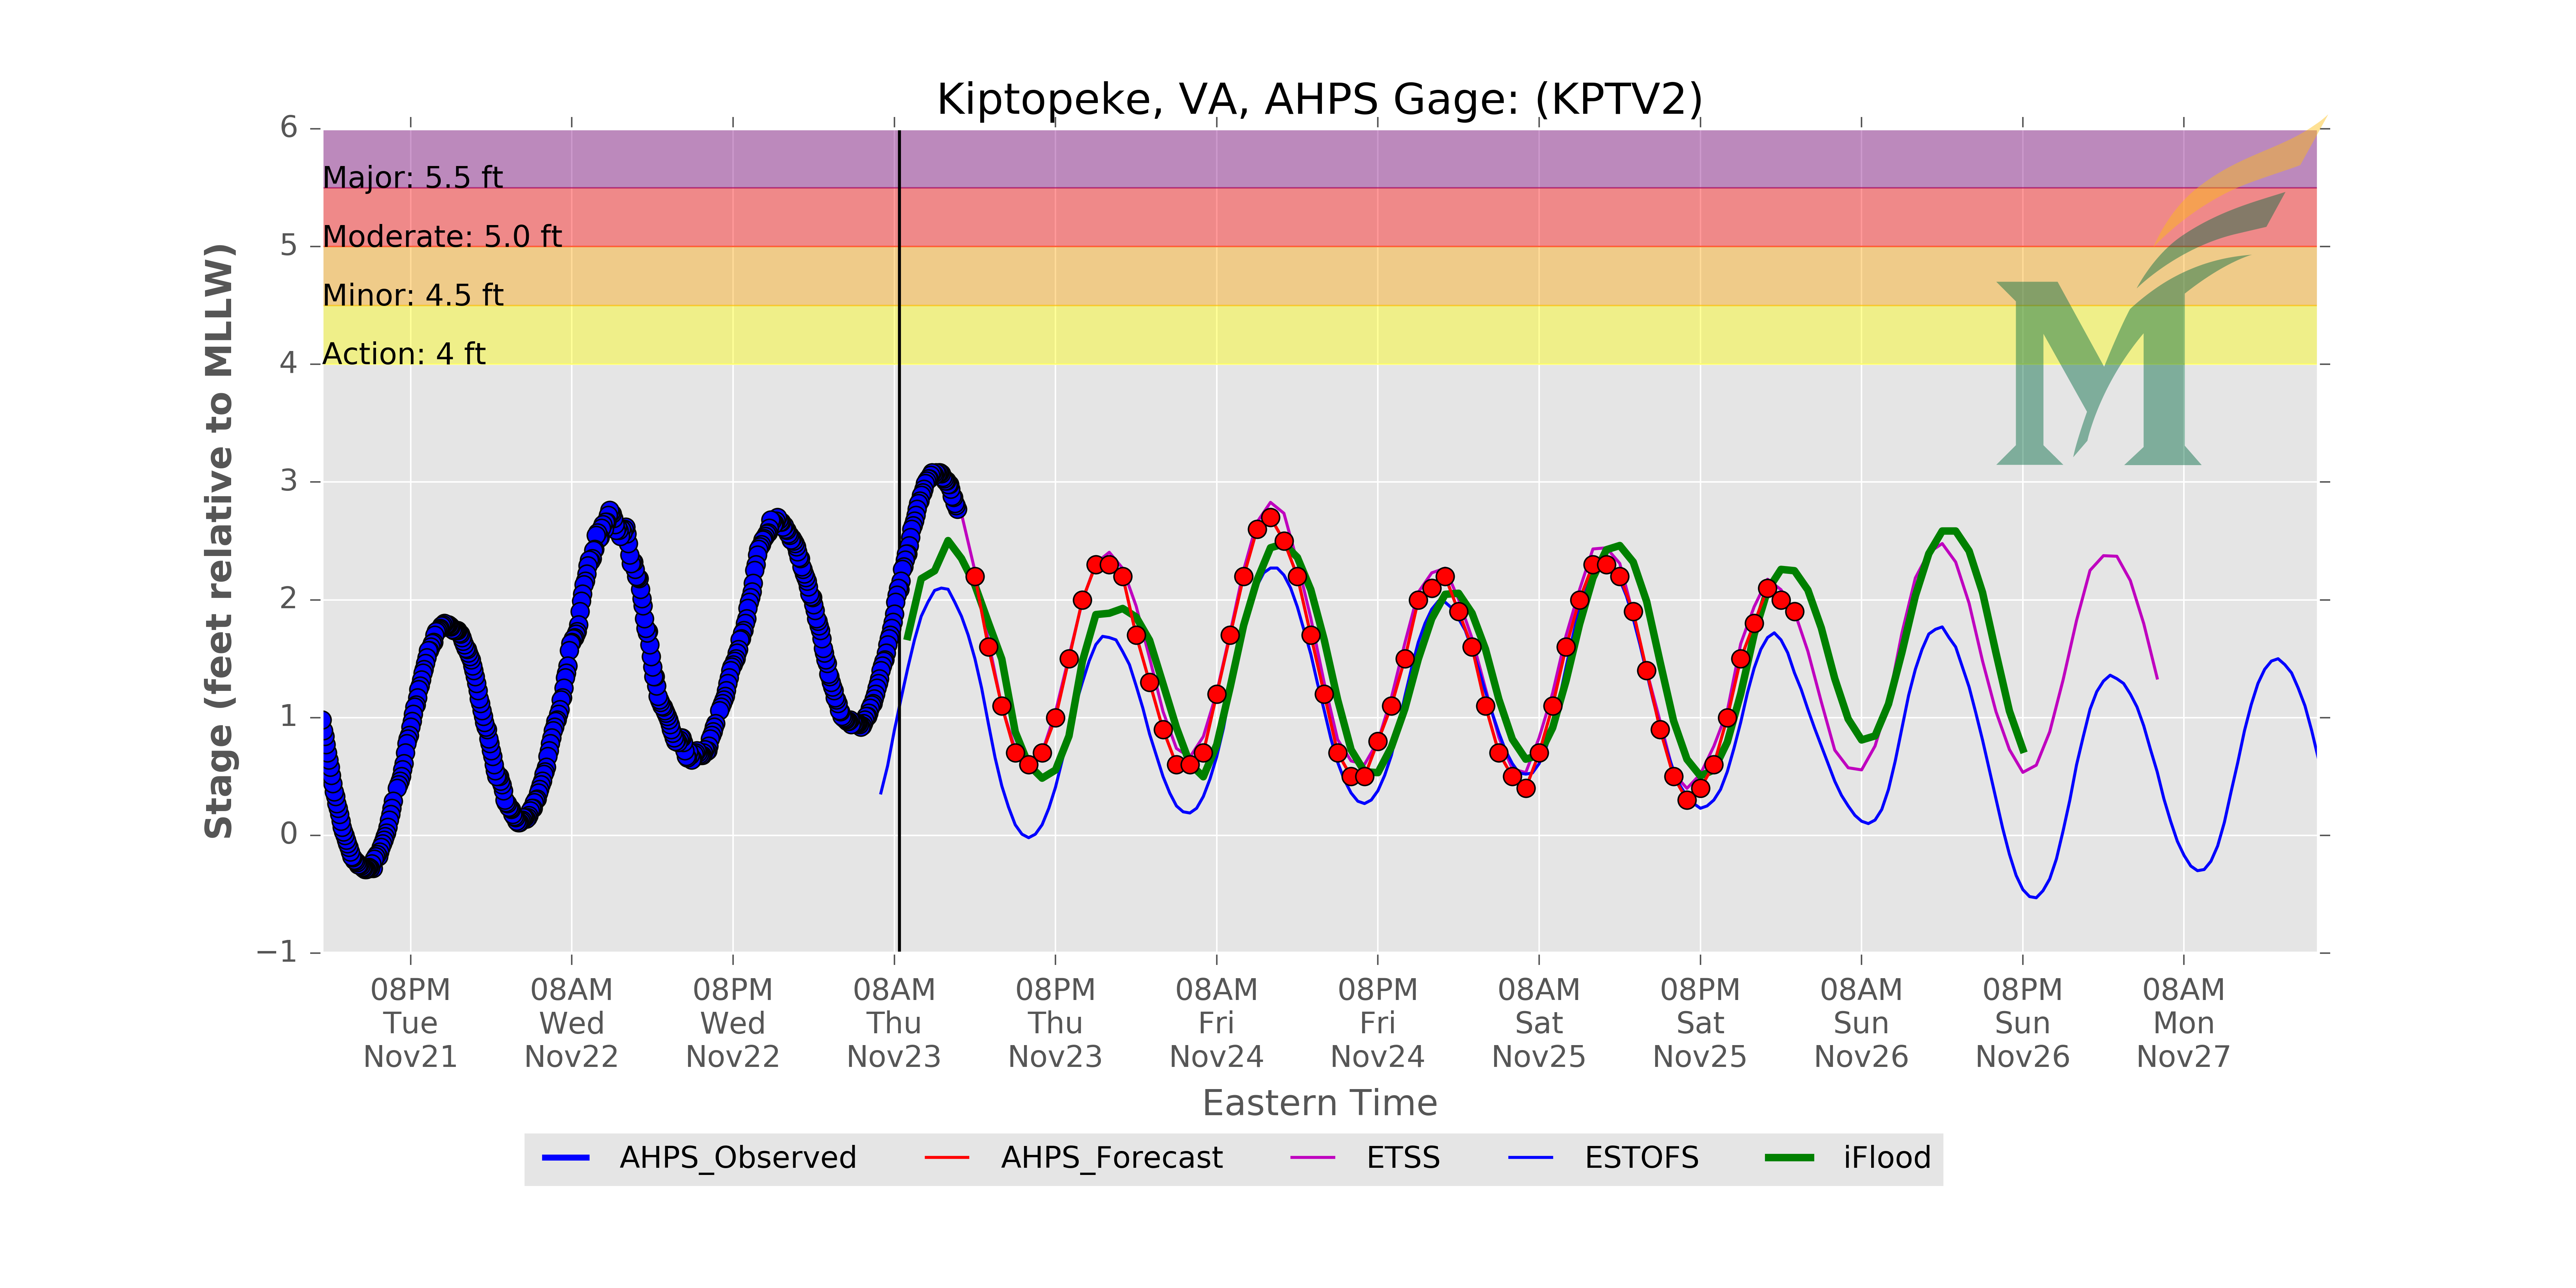 Kiptopeke, VA, AHPS Gage: (KPTV2)
Stage (feet relative to MLLW)
6
5
4
3
2
1
0
−1
Major: 5.5 ft
Moderate: 5.0 ft
Minor: 4.5 ft
Action: 4 ft
M
08PM
Tue
Nov21
08AM
Wed
Nov22
08PM
Wed
Nov22
08AM
Thu
Nov23
08PM
Thu
Nov23
08AM
Fri
Nov24
08PM
Fri
Nov24
08AM
Sat
Nov25
08PM
Sat
Nov25
08AM
Sun
Nov26
08PM
Sun
Nov26
08AM
Mon
Nov27
Eastern Time
AHPS_Observed AHPS_Forecast ETSS ESTOFS iFlood